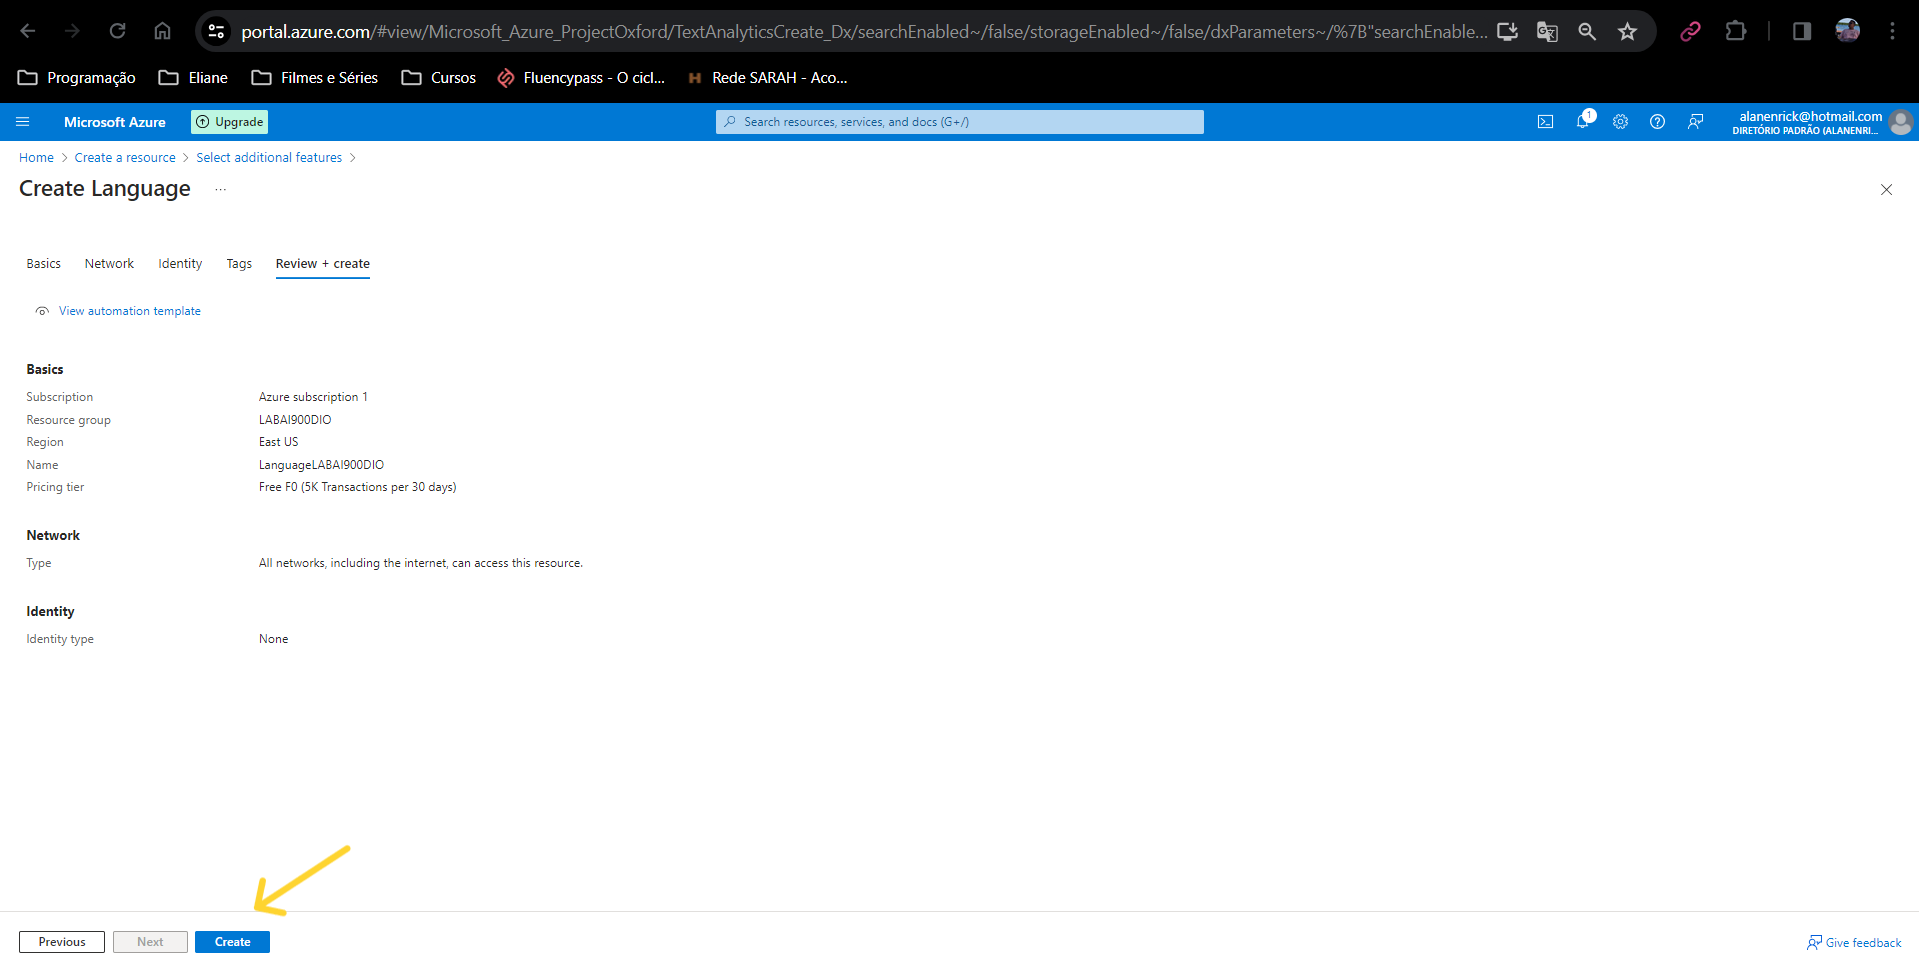 portal.azure.com/#view/Microsoft_Azure_ProjectOxford/TextAnalyticsCreate_Dx/searchEnabled~/false/storageEnabled~/false/dxParameters~/%7B"searchEnable...
Programação Eliane Filmes e Séries Cursos Fluencypass - O cicl... H Rede SARAH - Aco...
Microsoft Azure Upgrade Search resources, services, and docs (G+/) 1 alanenrick@hotmail.com
DIRETÓRIO PADRÃO (ALANENRI...
Home > Create a resource > Select additional features >
Create Language ...
Basics Network Identity Tags Review + create
View automation template
Basics
Subscription Azure subscription 1
Resource group LABAI900DIO
Region East US
Name LanguageLABAI900DIO
Pricing tier Free F0 (5K Transactions per 30 days)
Network
Type All networks, including the internet, can access this resource.
Identity
Identity type None
Previous Next Create Give feedback